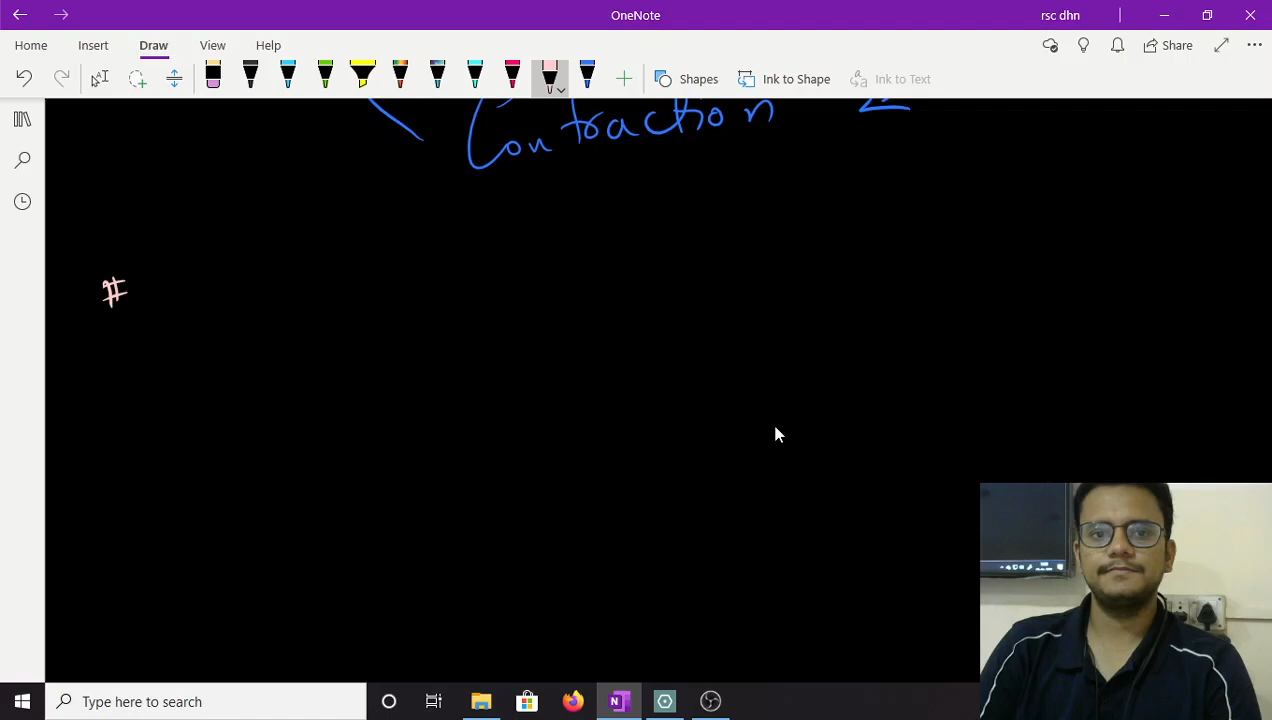 OneNote
rsc dhn
Home Insert Draw View Help
Share
Shapes
Ink to Shape
Ink to Text
Contraction
#
Type here to search